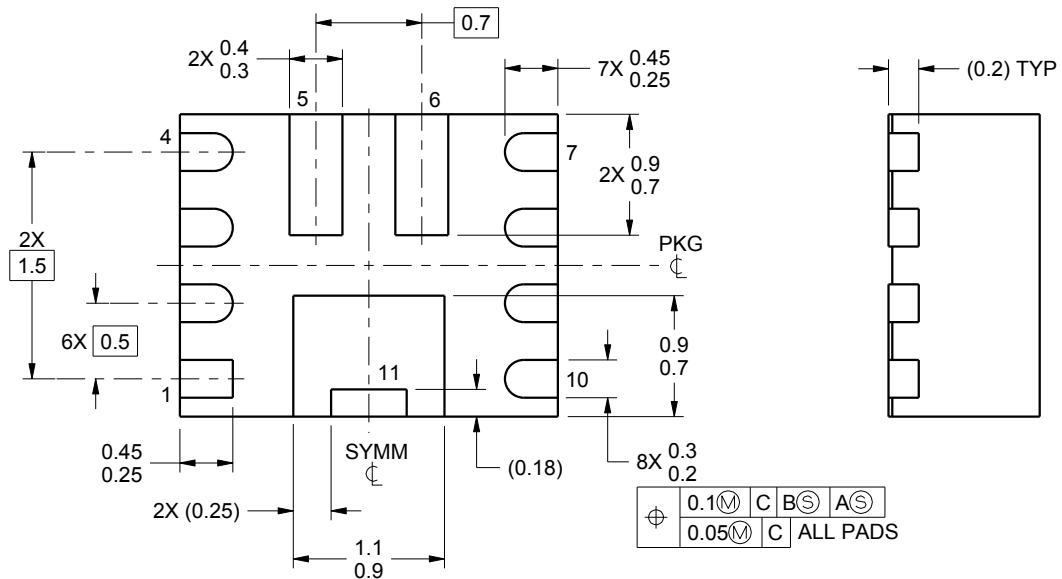 0.7
2X 0.4
0.3
7X 0.45
0.25
(0.2) TYP
5
6
4
7
2X 0.9
0.7
2X
1.5
PKG
℄
6X 0.5
0.9
0.7
11
10
1
0.45
0.25
SYMM
℄
(0.18)
8X 0.3
0.2
2X (0.25)
0.1Ⓜ C BⓈ AⓈ
0.05Ⓜ C ALL PADS
1.1
0.9